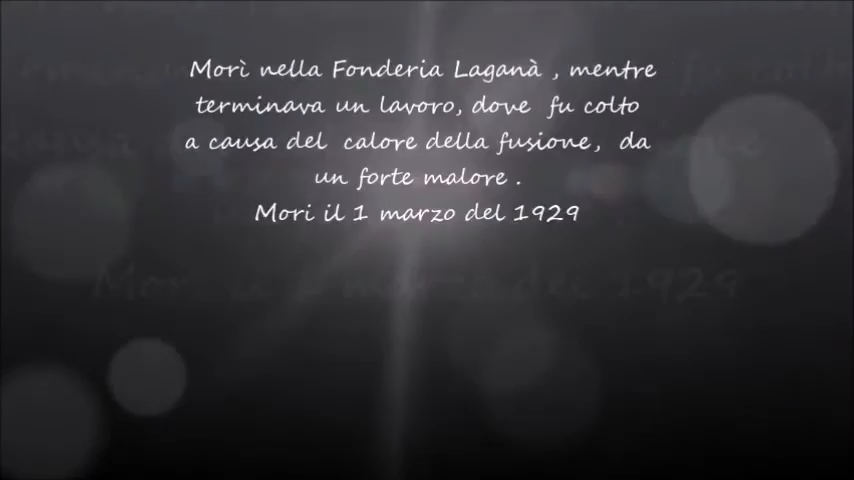 Morì nella Fonderia Laganà , mentre
terminava un lavoro, dove fu colto
a causa del calore della fusione, da
un forte malore .
Mori il 1 marzo del 1929